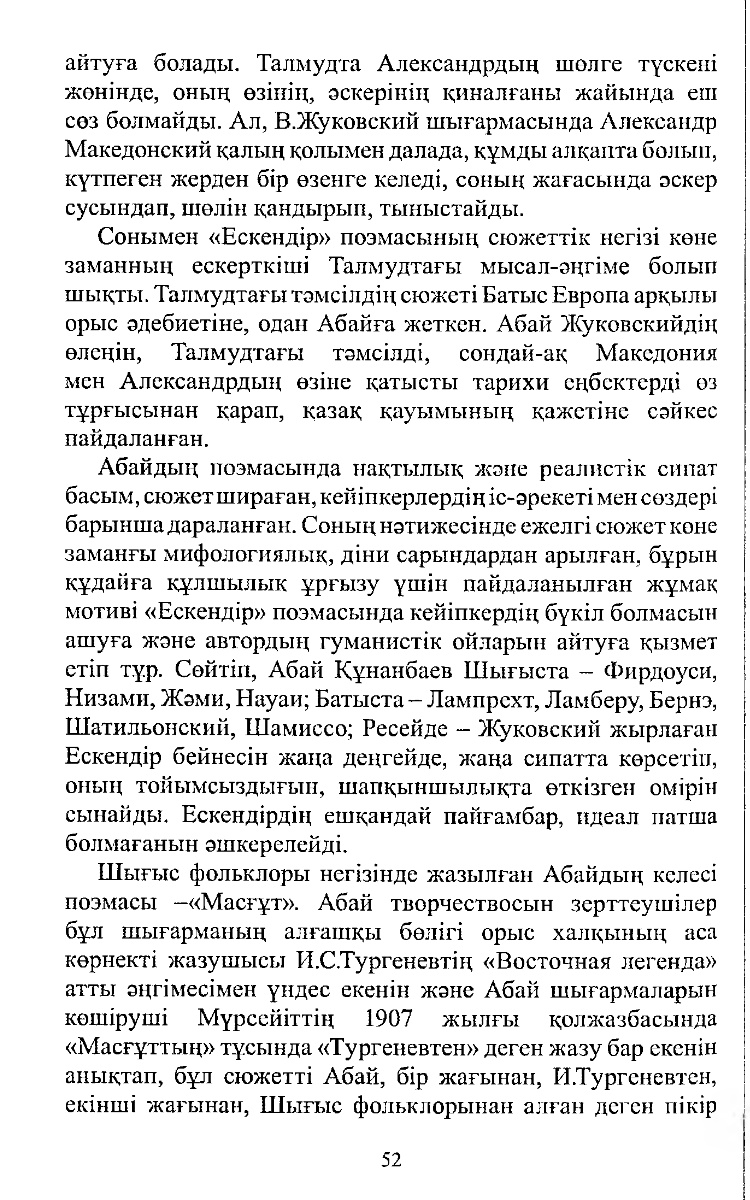 айтуға болады. Талмудта Александрдың шөлге түскені
жөнінде, оның өзінің, әскерінің қиналғаны жайында еш
сөз болмайды. Ал, В.Жуковский шығармасында Александр
Македонский қалың қолымен далада, құмды алқапта болып,
күтпеген жерден бір өзенге келеді, соның жағасында әскер
сусындап, шөлін қандырып, тыныстайды.
Сонымен «Ескендір» поэмасының сюжеттік негізі көне
заманның ескерткіші Талмудтағы мысал-әңгіме болып
шықты. Талмудтағы тәмсілдің сюжеті Батыс Европа арқылы
орыс әдебиетіне, одан Абайға жеткен. Абай Жуковскийдің
өлеңін, Талмудтағы тәмсілді, сондай-ақ Македония
мен Александрдың өзіне қатысты тарихи еңбектерді өз
тұрғысынан қарап, қазақ қауымының қажетіне сәйкес
пайдаланған.
Абайдың поэмасында нақтылық және реалистік сипат
басым, сюжет шираған, кейіпкерлердің іс-әрекеті мен сөздері
барынша дараланған. Соның нәтижесінде ежелгі сюжет көне
заманғы мифологиялық, діни сарындардан арылған, бұрын
құдайға құлшылык ұрғызу үшін пайдаланылған жұмақ
мотиві «Ескендір» поэмасында кейіпкердің бүкіл болмасын
ашуға және автордың гуманистік ойларын айтуға қызмет
етіп тұр. Сөйтіп, Абай Құнанбаев Шығыста – Фирдоуси,
Низами, Жәми, Науаи; Батыста – Лампрехт, Ламберу, Бернэ,
Шатильонский, Шамиссо; Ресейде – Жуковский жырлаған
Ескендір бейнесін жаңа деңгейде, жаңа сипатта көрсетіп,
оның тойымсыздығын, шапқыншылықта өткізген өмірін
сынайды. Ескендірдің ешқандай пайғамбар, идеал патша
болмағанын әшкерелейді.
Шығыс фольклоры негізінде жазылған Абайдың келесі
поэмасы –«Масғұт». Абай творчествосын зерттеушілер
бұл шығарманың алғашқы бөлігі орыс халқының аса
көрнекті жазушысы И.С.Тургеневтің «Восточная легенда»
атты әңгімесімен үндес екенін және Абай шығармаларын
көшіруші Мүрсейіттің 1907 жылғы қолжазбасында
«Масғұттың» тұсында «Тургеневтен» деген жазу бар екенін
анықтап, бұл сюжетті Абай, бір жағынан, И.Тургеневтен,
екінші жағынан, Шығыс фольклорынан алған деген пікір
52